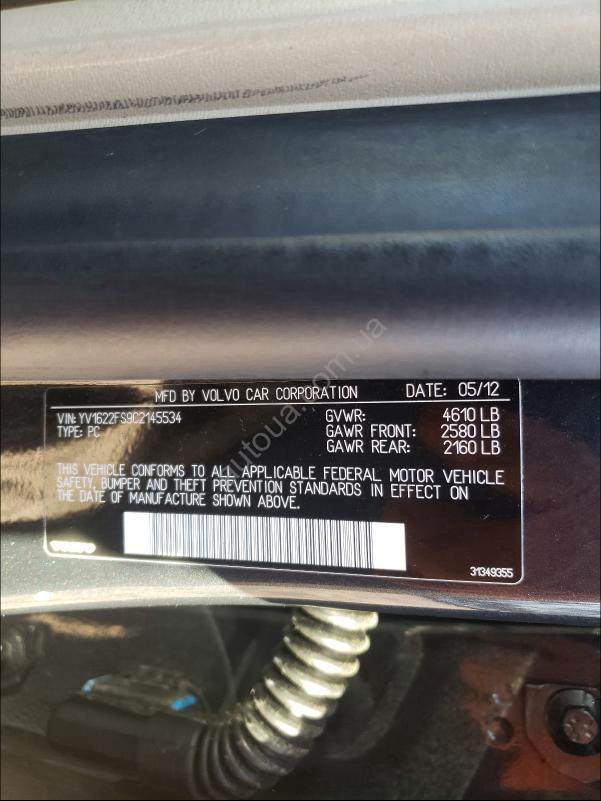 MFD BY VOLVO CAR CORPORATION DATE: 05/12
VIN: YV1622FS9C2145534 GVWR: 4610 LB
TYPE: PC GAWR FRONT: 2580 LB
GAWR REAR: 2160 LB
THIS VEHICLE CONFORMS TO ALL APPLICABLE FEDERAL MOTOR VEHICLE
SAFETY, BUMPER AND THEFT PREVENTION STANDARDS IN EFFECT ON
THE DATE OF MANUFACTURE SHOWN ABOVE.
VOLVO
31349355
autoua.com.ua